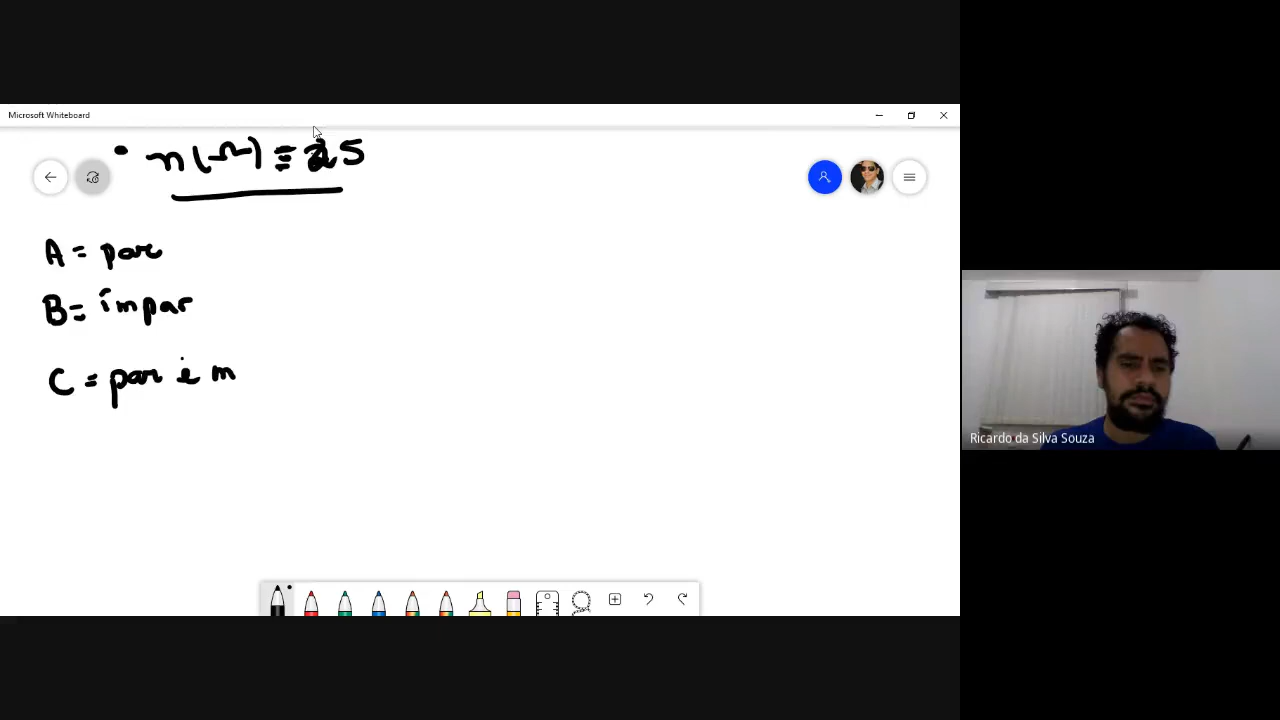 Microsoft Whiteboard
• n(Ω) = 25
A = par
B = ímpar
C = par e m
Ricardo da Silva Souza